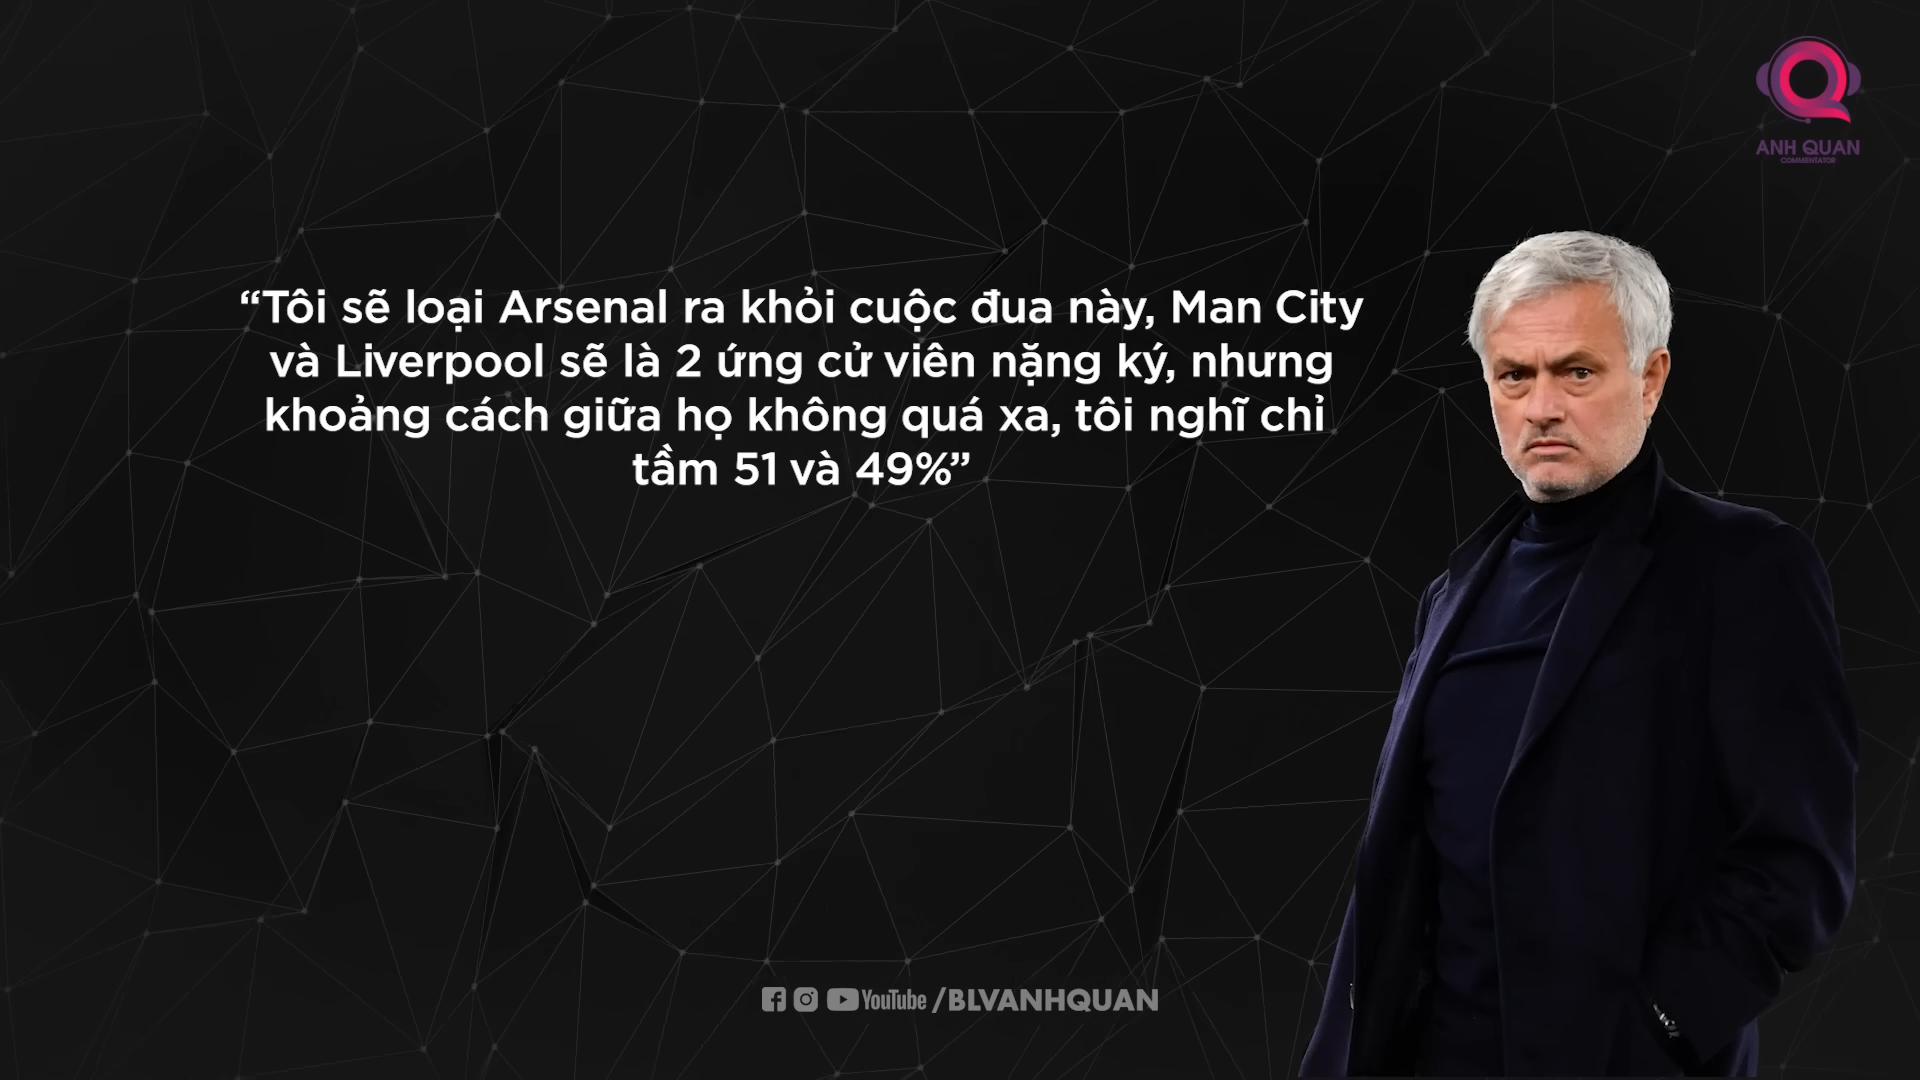 ANH QUAN
COMMENTATOR
“Tôi sẽ loại Arsenal ra khỏi cuộc đua này, Man City
và Liverpool sẽ là 2 ứng cử viên nặng ký, nhưng
khoảng cách giữa họ không quá xa, tôi nghĩ chỉ
tầm 51 và 49%”
YouTube /BLVANHQUAN